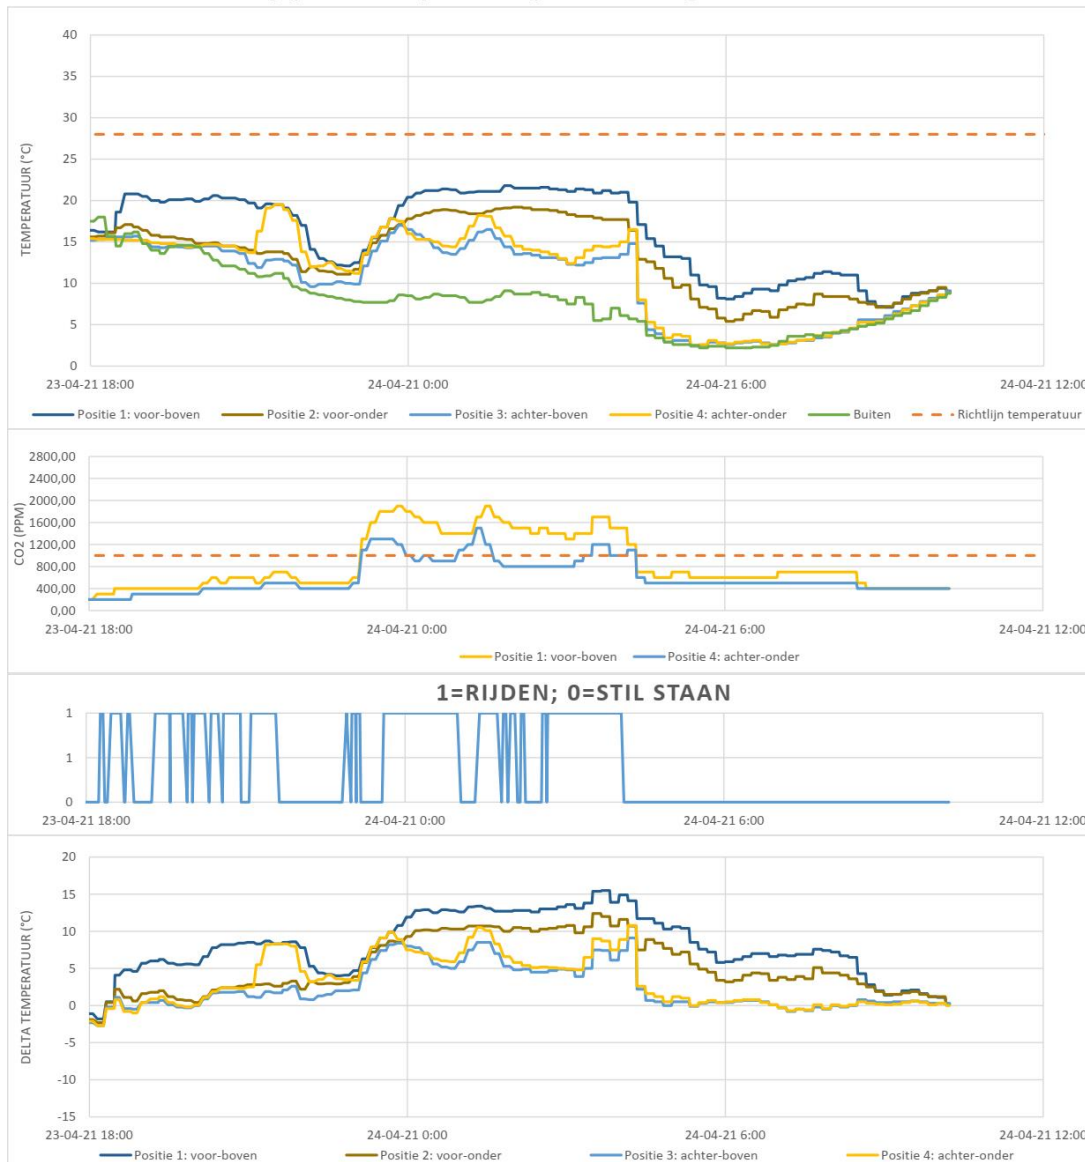 40
35
30
25
20
15
10
5
0
TEMPERATUUR (°C)
23-04-21 18:00 24-04-21 0:00 24-04-21 6:00 24-04-21 12:00
Positie 1: voor-boven Positie 2: voor-onder Positie 3: achter-boven Positie 4: achter-onder Buiten Richtlijn temperatuur
2800,00
2400,00
2000,00
1600,00
1200,00
800,00
400,00
0,00
CO2 (PPM)
23-04-21 18:00 24-04-21 0:00 24-04-21 6:00 24-04-21 12:00
Positie 1: voor-boven Positie 4: achter-onder
1=RIJDEN; 0=STIL STAAN
1
1
0
23-04-21 18:00 24-04-21 0:00 24-04-21 6:00 24-04-21 12:00
20
15
10
5
0
-5
-10
-15
DELTA TEMPERATUUR (°C)
23-04-21 18:00 24-04-21 0:00 24-04-21 6:00 24-04-21 12:00
Positie 1: voor-boven Positie 2: voor-onder Positie 3: achter-boven Positie 4: achter-onder